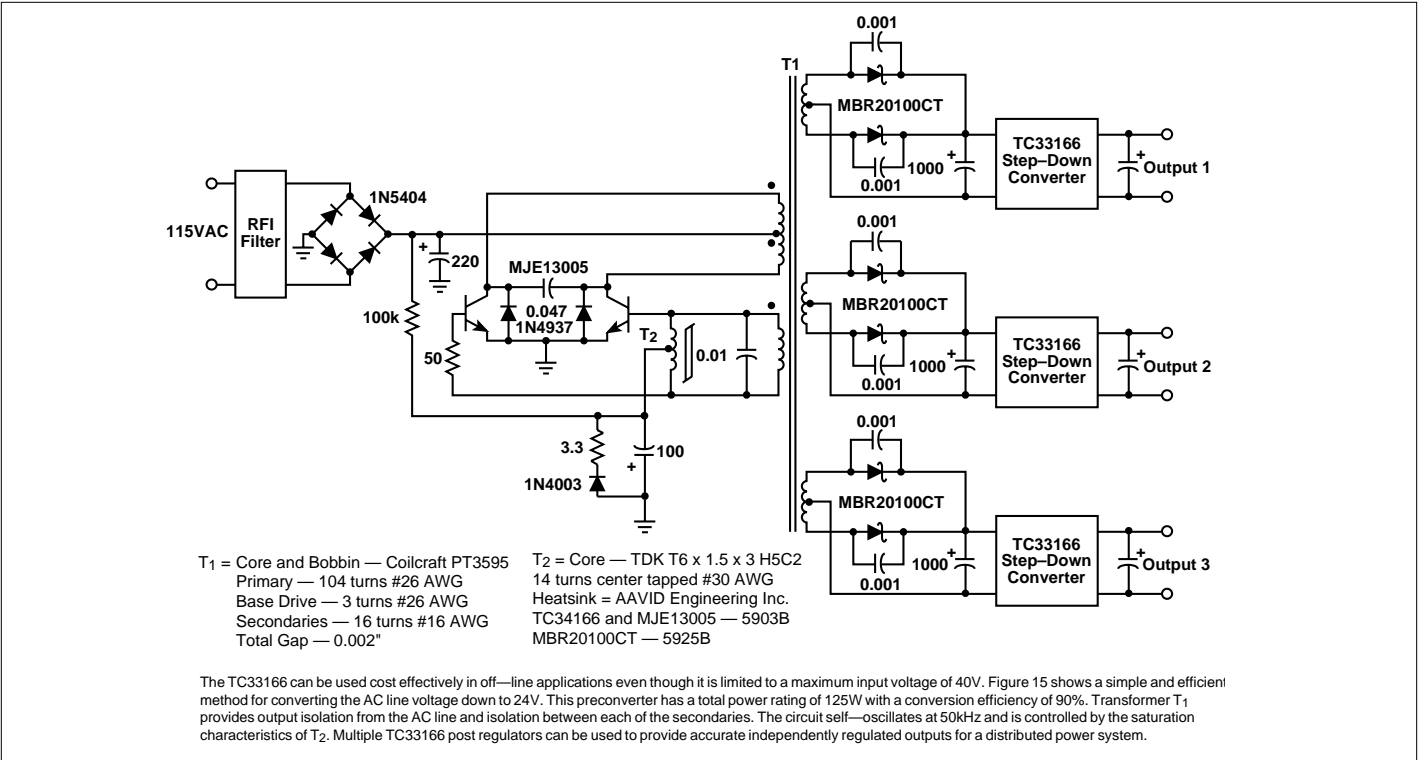 0.001
T1
MBR20100CT
1000
+
0.001
TC33166
Step–Down
Converter
+
Output 1
115VAC
RFI
Filter
1N5404
+
220
100k
MJE13005
0.047
1N4937
50
T2
0.01
3.3
1N4003
100
+
0.001
MBR20100CT
1000
+
0.001
TC33166
Step–Down
Converter
+
Output 2
0.001
MBR20100CT
1000
+
0.001
TC33166
Step–Down
Converter
+
Output 3
T1 = Core and Bobbin — Coilcraft PT3595
Primary — 104 turns #26 AWG
Base Drive — 3 turns #26 AWG
Secondaries — 16 turns #16 AWG
Total Gap — 0.002"
T2 = Core — TDK T6 x 1.5 x 3 H5C2
14 turns center tapped #30 AWG
Heatsink = AAVID Engineering Inc.
TC34166 and MJE13005 — 5903B
MBR20100CT — 5925B
The TC33166 can be used cost effectively in off—line applications even though it is limited to a maximum input voltage of 40V. Figure 15 shows a simple and efficient
method for converting the AC line voltage down to 24V. This preconverter has a total power rating of 125W with a conversion efficiency of 90%. Transformer T1
provides output isolation from the AC line and isolation between each of the secondaries. The circuit self—oscillates at 50kHz and is controlled by the saturation
characteristics of T2. Multiple TC33166 post regulators can be used to provide accurate independently regulated outputs for a distributed power system.